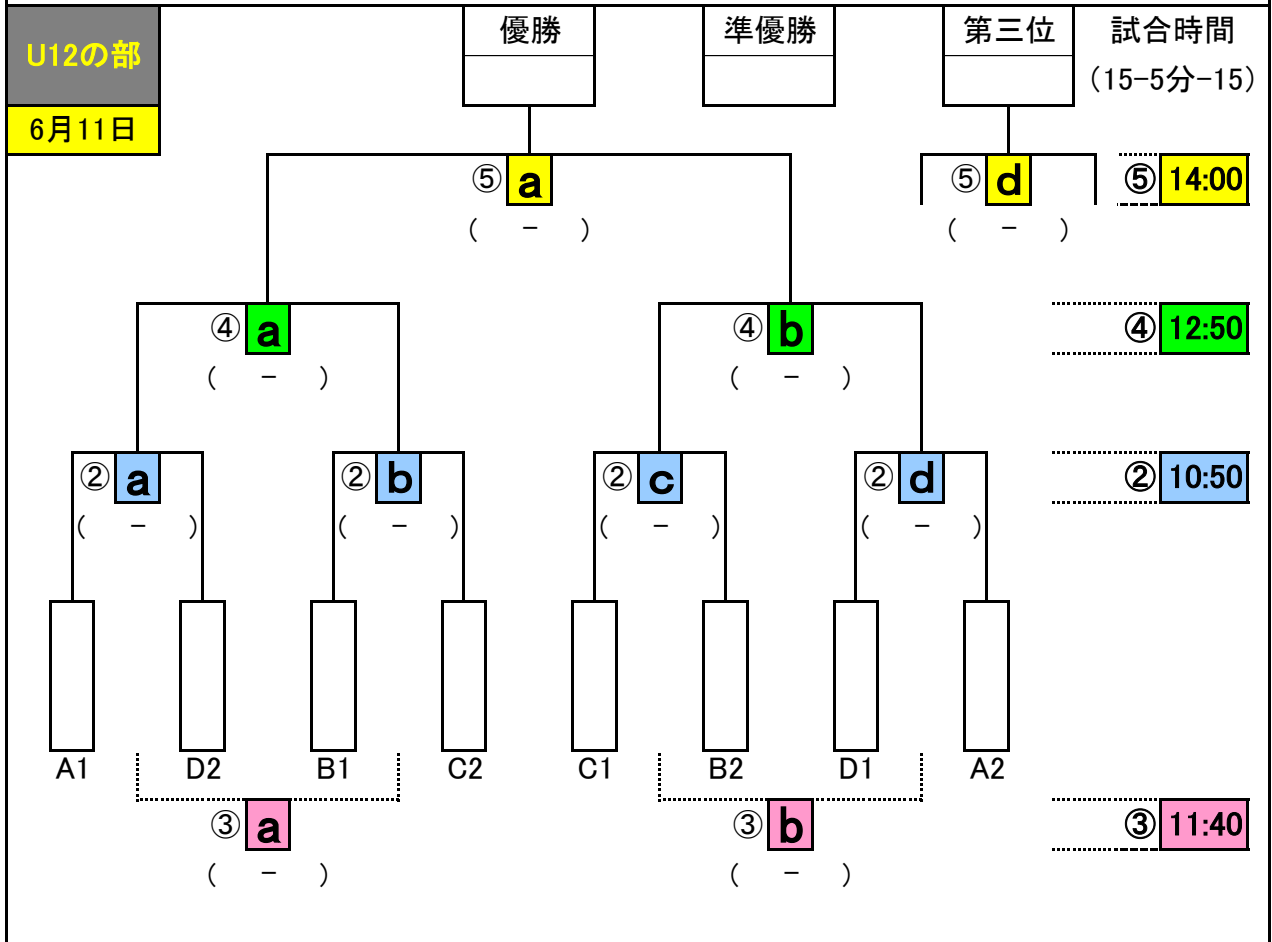 U12の部
優勝
準優勝
第三位
試合時間
(15-5分-15)
6月11日
⑤ a
⑤ d
⑤ 14:00
( - )
( - )
④ a
④ b
④ 12:50
( - )
( - )
② a
② b
② c
② d
② 10:50
( - )
( - )
( - )
( - )
A1
D2
B1
C2
C1
B2
D1
A2
③ a
③ b
③ 11:40
( - )
( - )